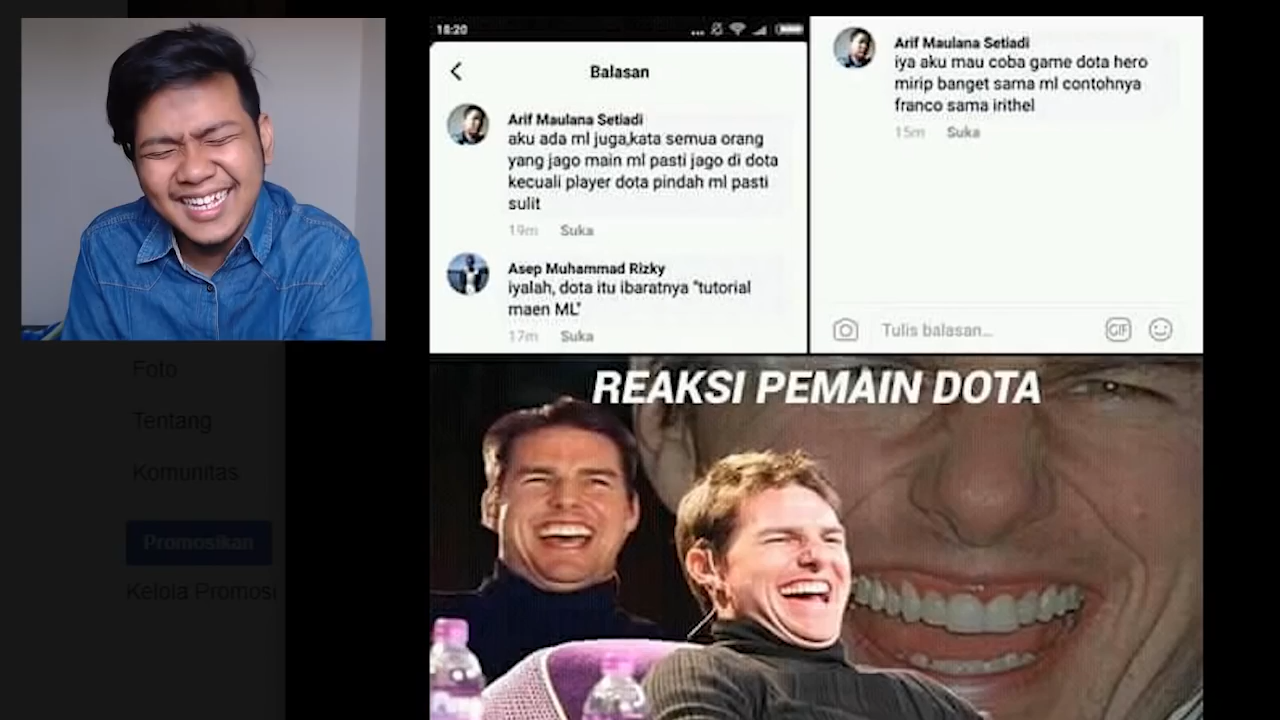 18:20
Balasan
Arif Maulana Setiadi
aku ada ml juga,kata semua orang
yang jago main ml pasti jago di dota
kecuali player dota pindah ml pasti
sulit
19m Suka
Asep Muhammad Rizky
iyalah, dota itu ibaratnya "tutorial
maen ML"
17m Suka
Arif Maulana Setiadi
iya aku mau coba game dota hero
mirip banget sama ml contohnya
franco sama irithel
15m Suka
Tulis balasan...
GIF
REAKSI PEMAIN DOTA
Foto
Tentang
Komunitas
Promosikan
Kelola Promosi